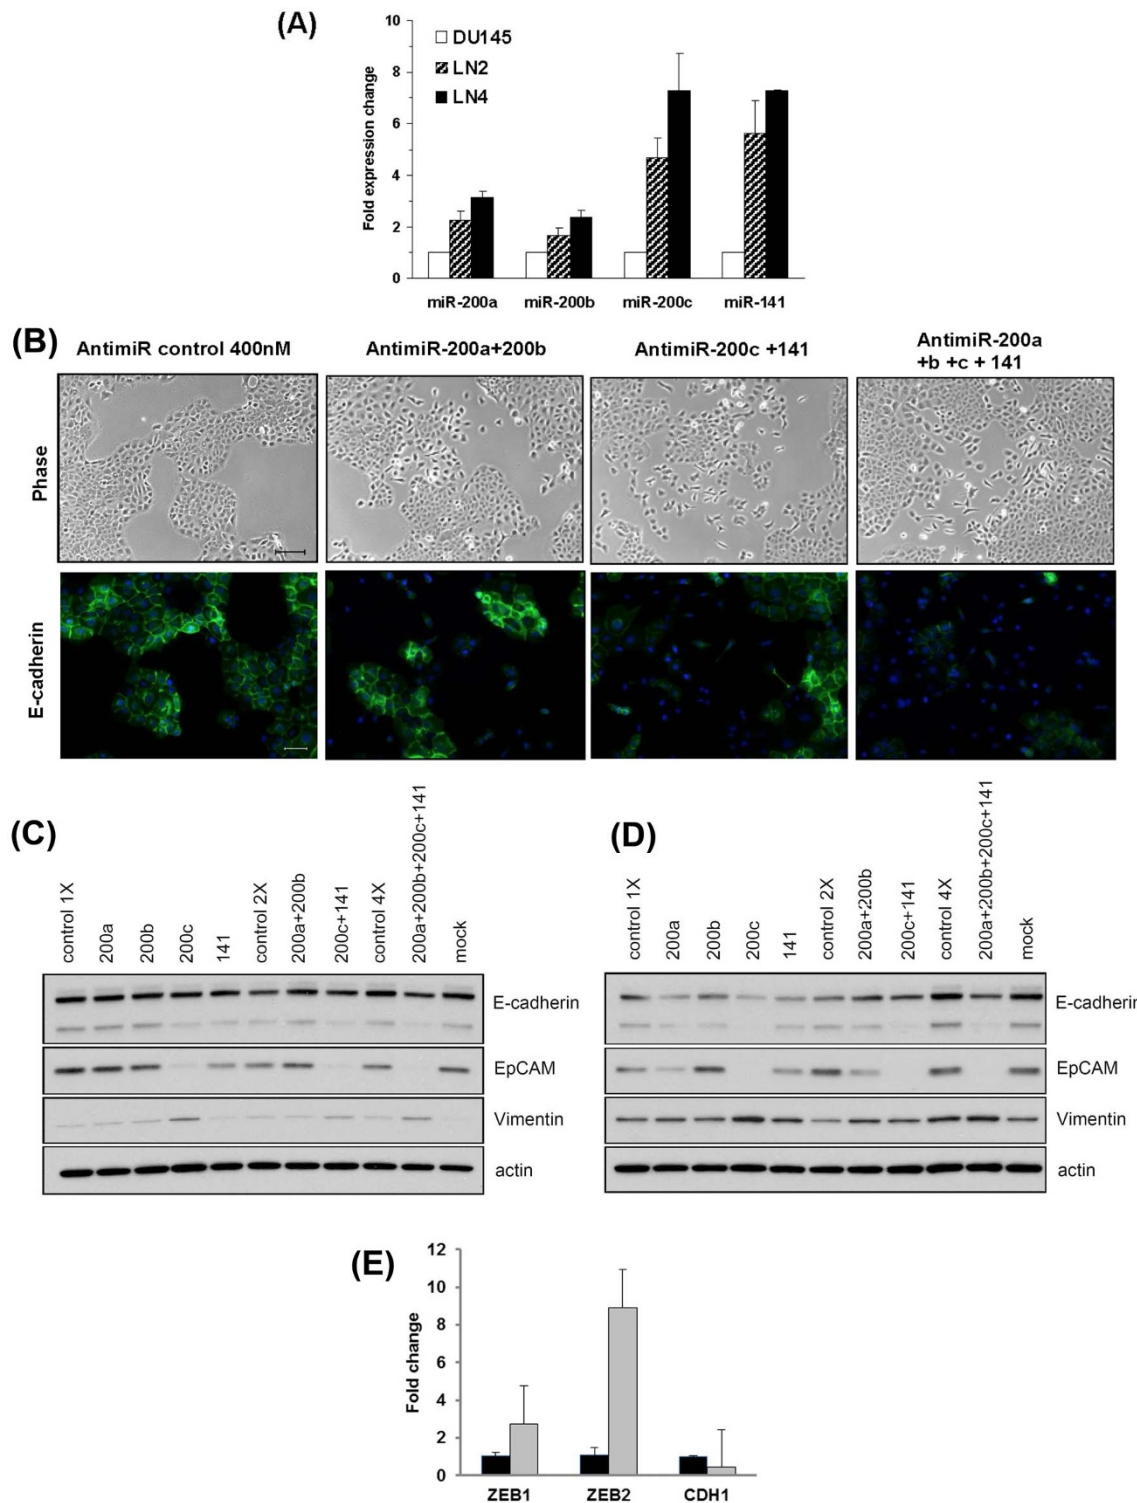 (A)
10
8
6
4
2
0
Fold expression change
DU145
LN2
LN4
miR-200a
miR-200b
miR-200c
miR-141
(B)
AntimiR control 400nM
AntimiR-200a+200b
AntimiR-200c +141
AntimiR-200a
+b +c + 141
Phase
E-cadherin
(C)
control 1X
200a
200b
200c
141
control 2X
200a+200b
200c+141
control 4X
200a+200b+200c+141
mock
E-cadherin
EpCAM
Vimentin
actin
(D)
control 1X
200a
200b
200c
141
control 2X
200a+200b
200c+141
control 4X
200a+200b+200c+141
mock
E-cadherin
EpCAM
Vimentin
actin
(E)
12
10
8
6
4
2
0
Fold change
ZEB1
ZEB2
CDH1